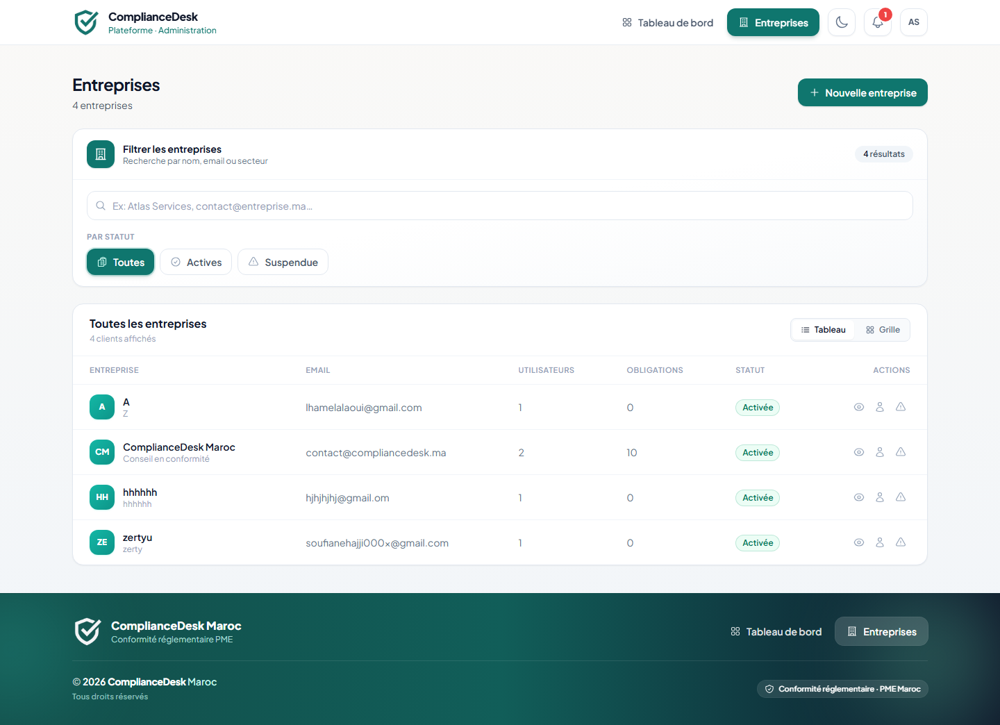 ComplianceDesk
Plateforme · Administration
Tableau de bord
Entreprises
1
AS
Entreprises
4 entreprises
Nouvelle entreprise
Filtrer les entreprises
Recherche par nom, email ou secteur
4 résultats
Ex: Atlas Services, contact@entreprise.ma...
PAR STATUT
Toutes
Actives
Suspendue
Toutes les entreprises
4 clients affichés
Tableau
Grille
ENTREPRISE EMAIL UTILISATEURS OBLIGATIONS STATUT ACTIONS
A A lhamelalaoui@gmail.com 1 0 Activée
Z
CM ComplianceDesk Maroc contact@compliancedesk.ma 2 10 Activée
Conseil en conformité
HH hhhhhh hjhjhjhj@gmail.om 1 0 Activée
hhhhhh
ZE zertyu soufianehajji000x@gmail.com 1 0 Activée
zerty
ComplianceDesk Maroc
Conformité réglementaire PME
Tableau de bord
Entreprises
© 2026 ComplianceDesk Maroc
Tous droits réservés
Conformité réglementaire · PME Maroc